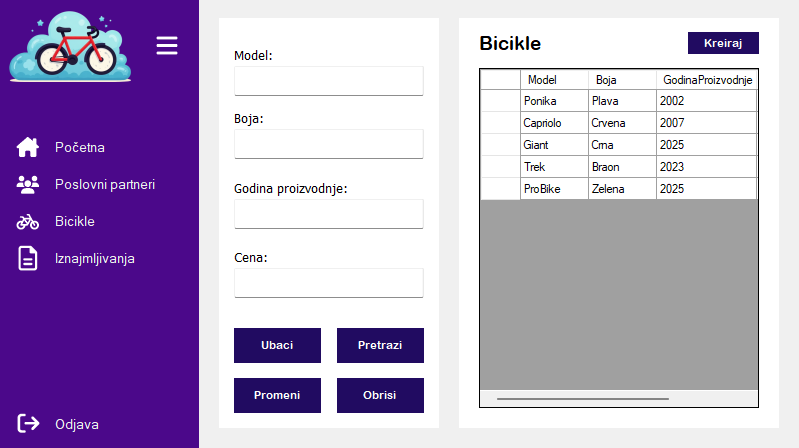 Početna
Poslovni partneri
Bicikle
Iznajmljivanja
Odjava
Model:
Boja:
Godina proizvodnje:
Cena:
Ubaci Pretrazi
Promeni Obrisi
Bicikle Kreiraj
Model Boja GodinaProizvodnje
Ponika Plava 2002
Capriolo Crvena 2007
Giant Crna 2025
Trek Braon 2023
ProBike Zelena 2025